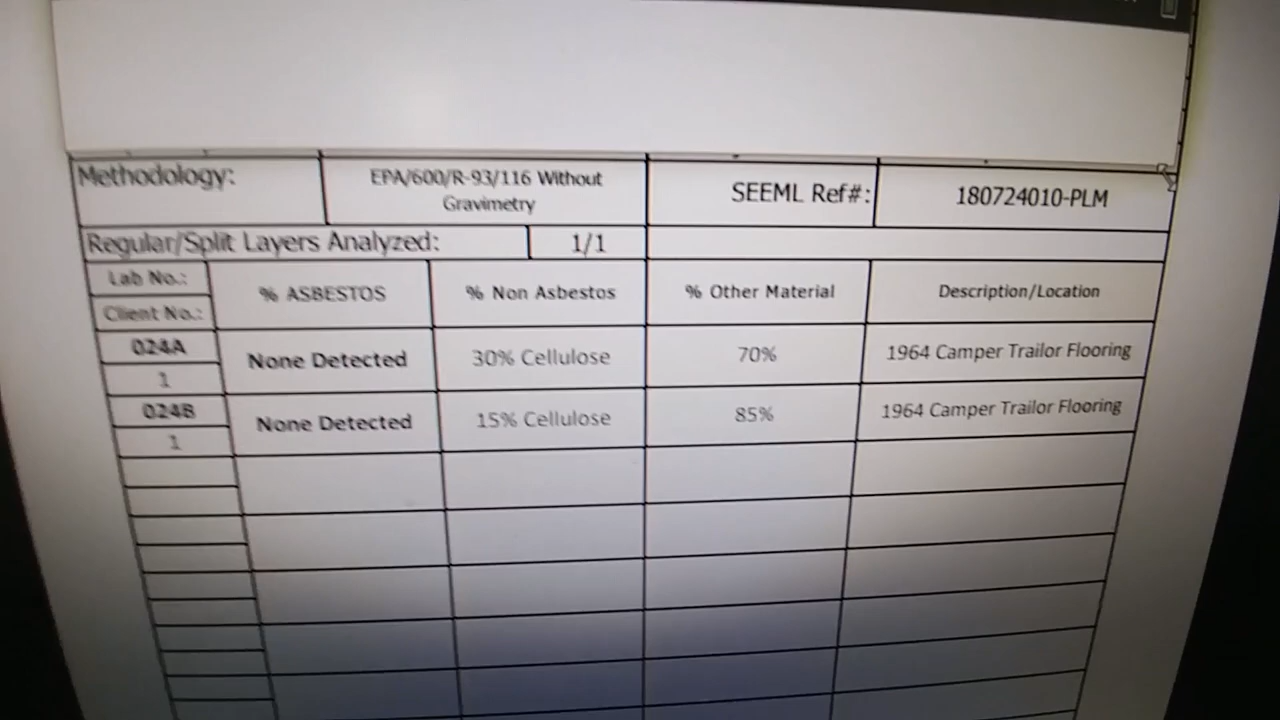 Methodology:
EPA/600/R-93/116 Without
Gravimetry
SEEML Ref#:
180724010-PLM
Regular/Split Layers Analyzed:
1/1
Lab No.:
Client No.:
% ASBESTOS
% Non Asbestos
% Other Material
Description/Location
024A
1
None Detected
30% Cellulose
70%
1964 Camper Trailor Flooring
024B
1
None Detected
15% Cellulose
85%
1964 Camper Trailor Flooring